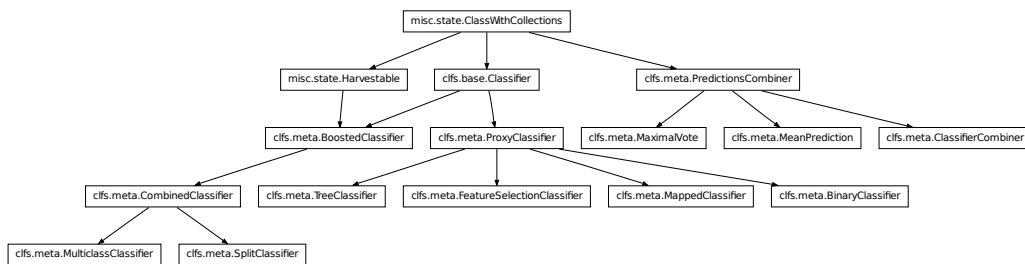 misc.state.ClassWithCollections
misc.state.Harvestable
clfs.base.Classifier
clfs.meta.PredictionsCombiner
clfs.meta.BoostedClassifier
clfs.meta.ProxyClassifier
clfs.meta.MaximalVote
clfs.meta.MeanPrediction
clfs.meta.ClassifierCombiner
clfs.meta.CombinedClassifier
clfs.meta.TreeClassifier
clfs.meta.FeatureSelectionClassifier
clfs.meta.MappedClassifier
clfs.meta.BinaryClassifier
clfs.meta.MulticlassClassifier
clfs.meta.SplitClassifier